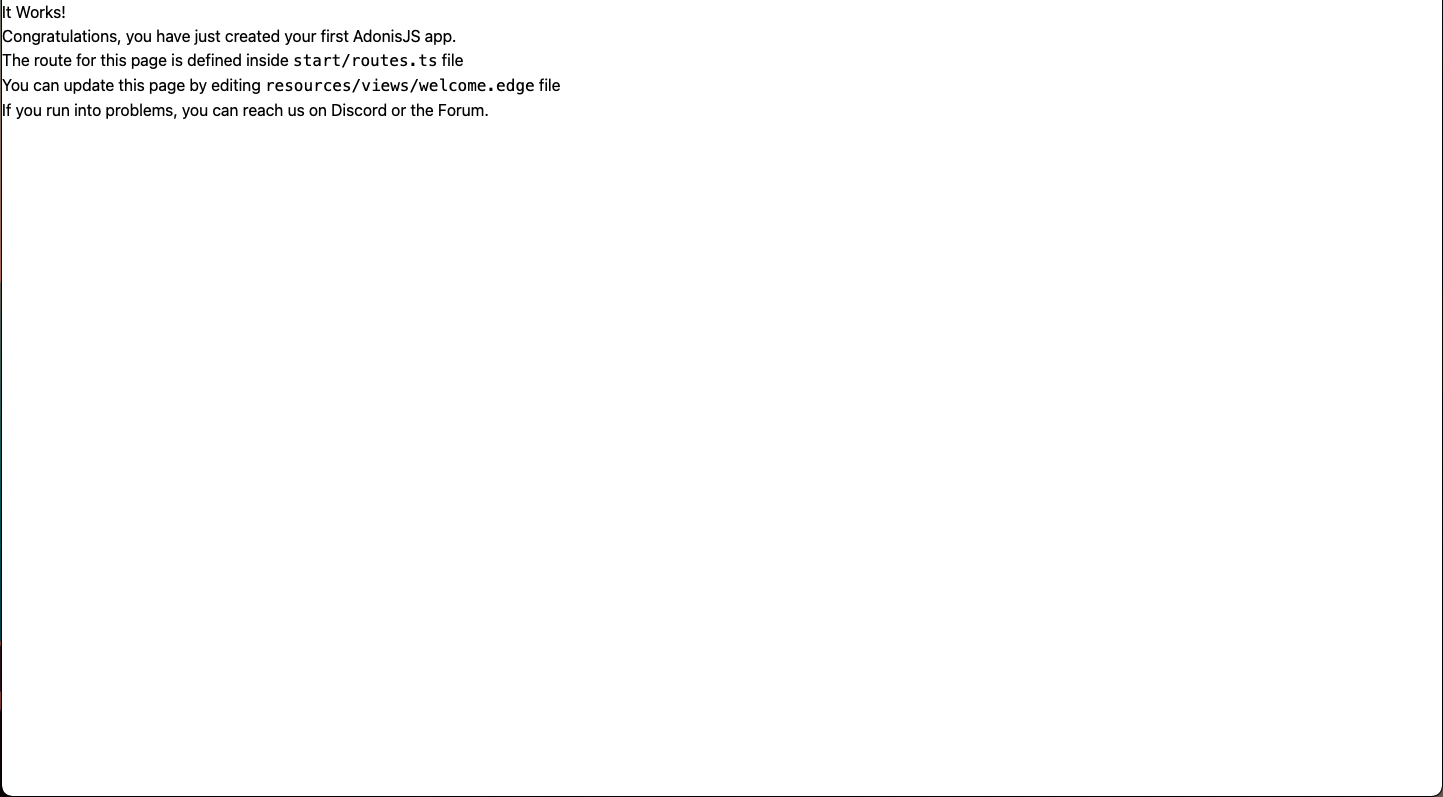 It Works!
Congratulations, you have just created your first AdonisJS app.
The route for this page is defined inside start/routes.ts file
You can update this page by editing resources/views/welcome.edge file
If you run into problems, you can reach us on Discord or the Forum.